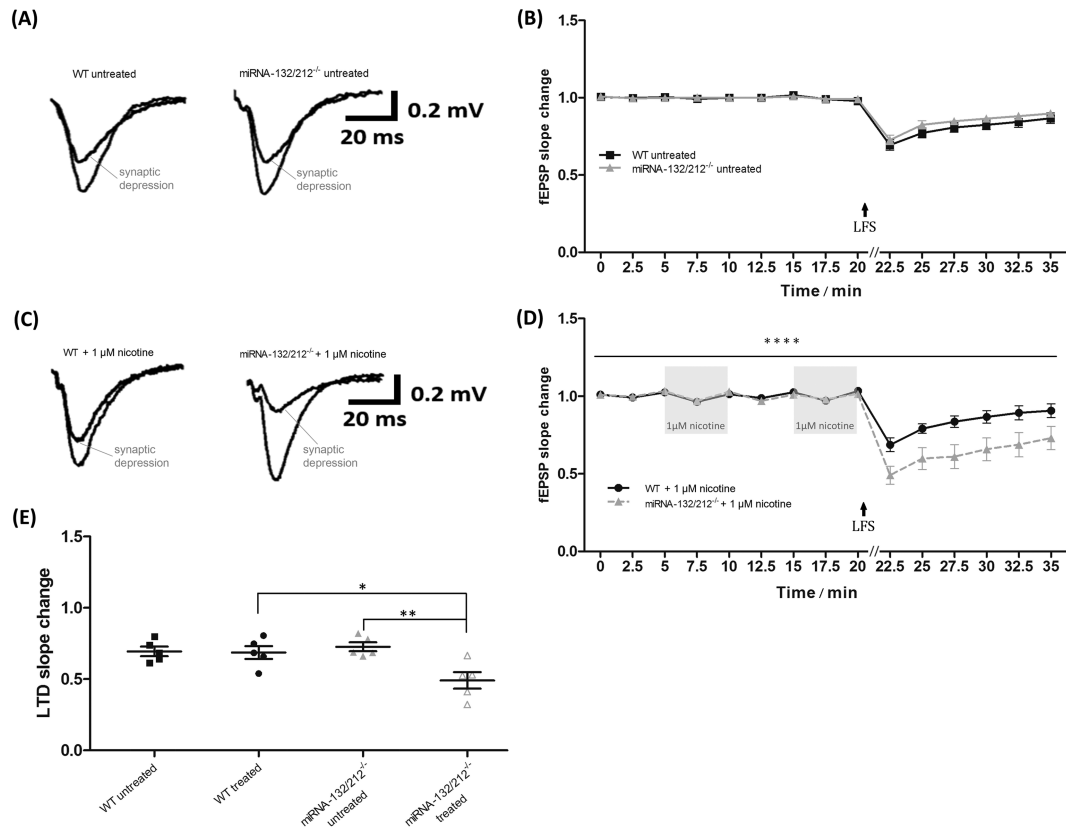 (A)
WT untreated
miRNA-132/212-/- untreated
0.2 mV
20 ms
synaptic
depression
synaptic
depression
(B)
fEPSP slope change
1.5
1.0
0.5
0.0
WT untreated
miRNA-132/212-/- untreated
LFS
0 2.5 5 7.5 10 12.5 15 17.5 20 // 22.5 25 27.5 30 32.5 35
Time / min
(C)
WT + 1 µM nicotine
miRNA-132/212-/- + 1 µM nicotine
0.2 mV
20 ms
synaptic
depression
synaptic
depression
(D)
fEPSP slope change
1.5
1.0
0.5
0.0
****
1µM nicotine
1µM nicotine
WT + 1 µM nicotine
miRNA-132/212-/- + 1 µM nicotine
LFS
0 2.5 5 7.5 10 12.5 15 17.5 20 // 22.5 25 27.5 30 32.5 35
Time / min
(E)
LTD slope change
1.5
1.0
0.5
0.0
*
**
WT untreated
WT treated
miRNA-132/212-/-
untreated
miRNA-132/212-/-
treated